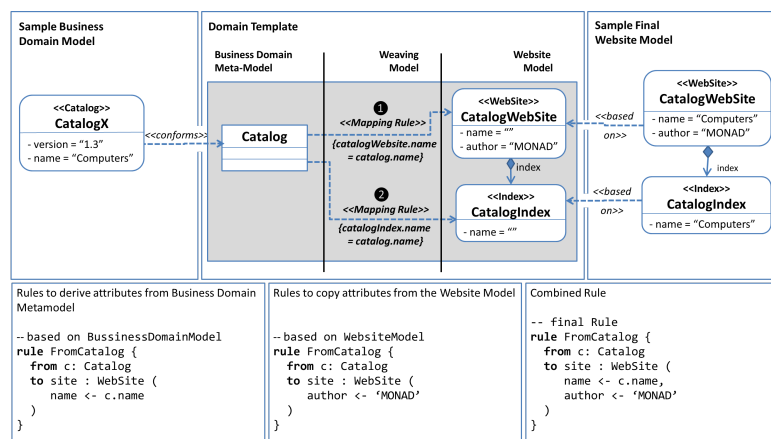 Sample Business
Domain Model
<<Catalog>>
CatalogX
- version = "1.3"
- name = "Computers"
<<conforms>>
Domain Template
Business Domain
Meta-Model
Weaving
Model
Website
Model
Catalog
1
<<Mapping Rule>>
{catalogWebsite.name
= catalog.name}
2
<<Mapping Rule>>
{catalogIndex.name
= catalog.name}
<<WebSite>>
CatalogWebSite
- name = ""
- author = "MONAD"
index
<<Index>>
CatalogIndex
- name = ""
Sample Final
Website Model
<<based
on>>
<<WebSite>>
CatalogWebSite
- name = "Computers"
- author = "MONAD"
index
<<based
on>>
<<Index>>
CatalogIndex
- name = "Computers"
Rules to derive attributes from Business Domain
Metamodel
-- based on BussinessDomainModel
rule FromCatalog {
from c: Catalog
to site : WebSite (
name <- c.name
)
}
Rules to copy attributes from the Website Model
-- based on WebsiteModel
rule FromCatalog {
from c: Catalog
to site : WebSite (
author <- ‘MONAD’
)
}
Combined Rule
-- final Rule
rule FromCatalog {
from c: Catalog
to site : WebSite (
name <- c.name,
author <- ‘MONAD’
)
}